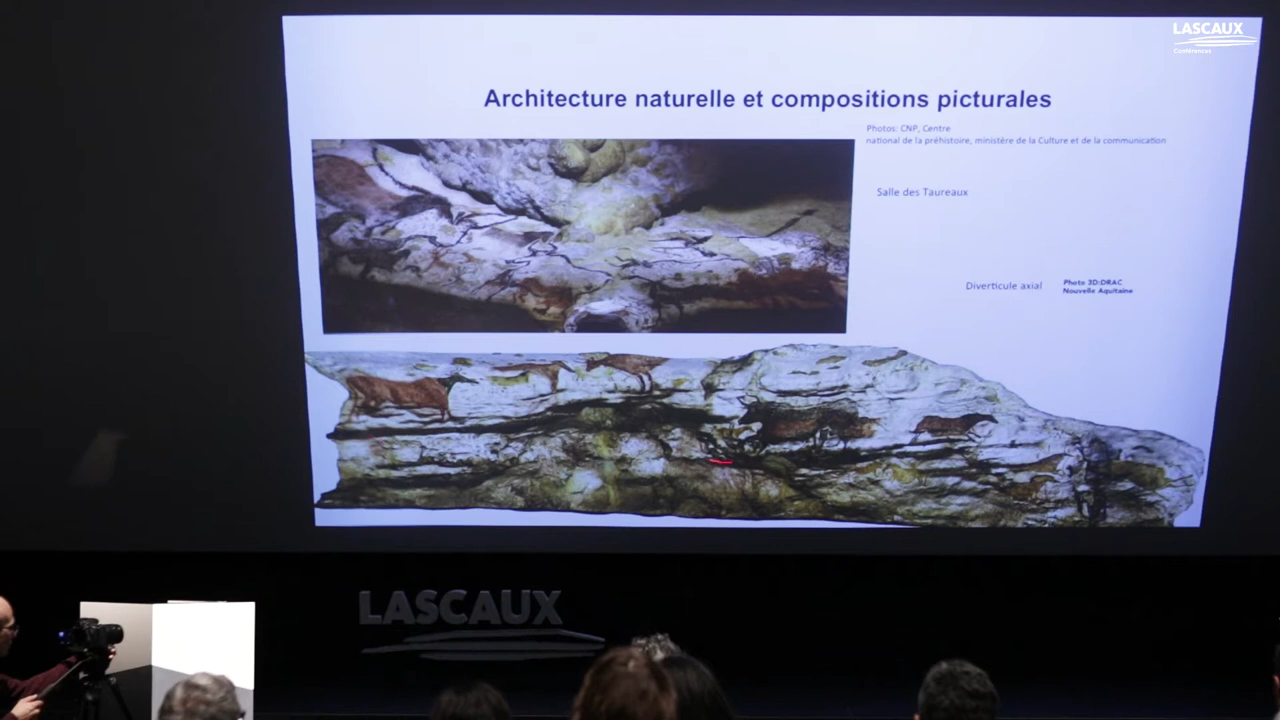 LASCAUX
Conférences
Architecture naturelle et compositions picturales
Photos: CNP, Centre
national de la préhistoire, ministère de la Culture et de la communication
Salle des Taureaux
Diverticule axial
Photo 3D:DRAC
Nouvelle Aquitaine
LASCAUX